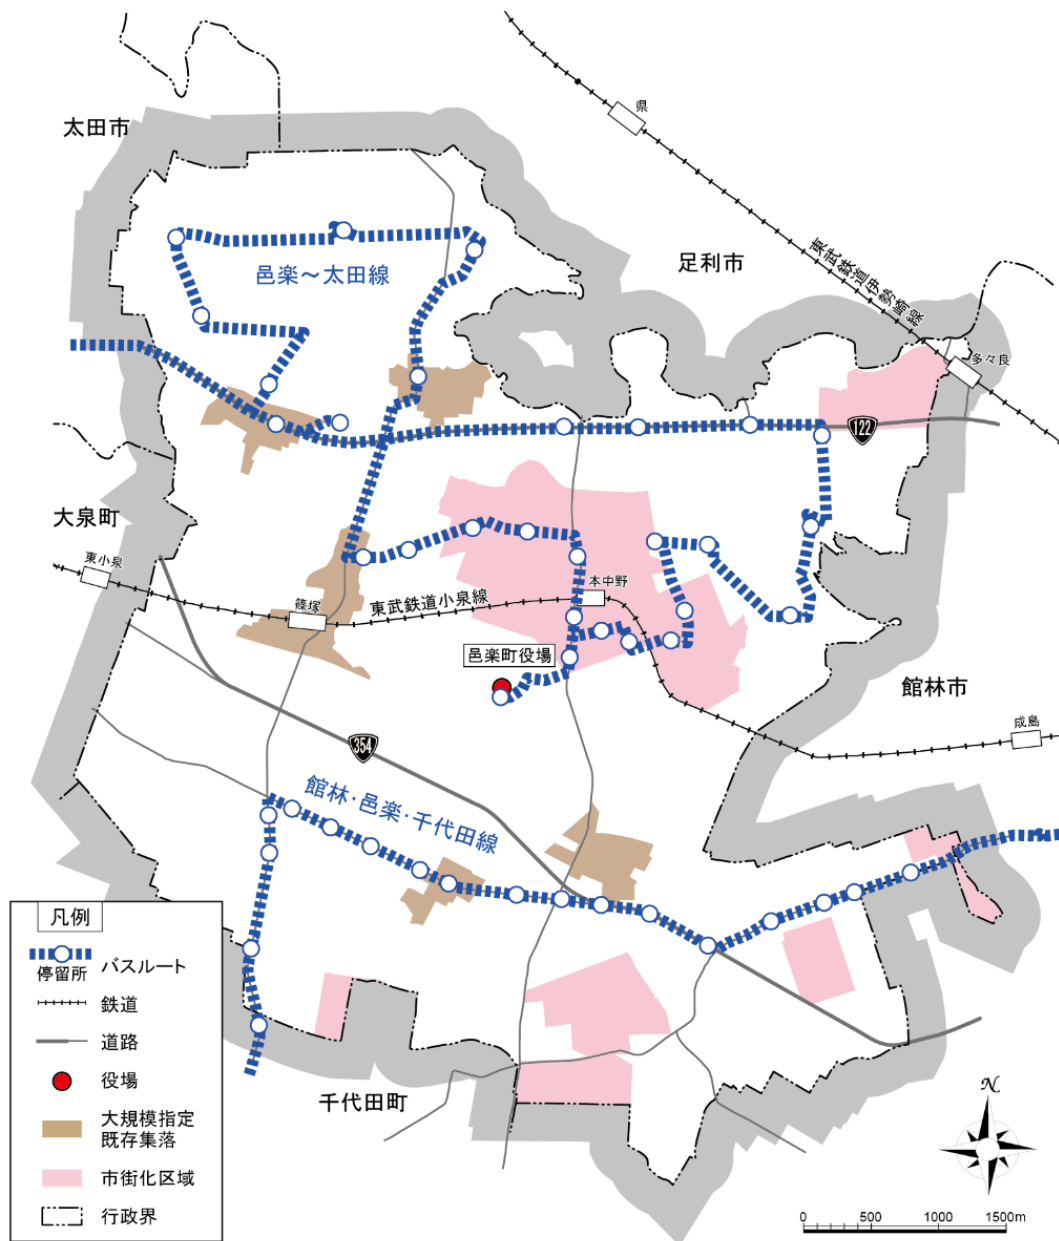 県
太田市
足利市
東武鉄道伊勢崎線
邑楽～太田線
多々良
122
大泉町
東小泉
本中野
篠塚
東武鉄道小泉線
邑楽町役場
館林市
成島
354
館林・邑楽・千代田線
凡例
停留所
バスルート
鉄道
道路
役場
大規模指定
既存集落
市街化区域
行政界
千代田町
N
0 500 1000 1500m